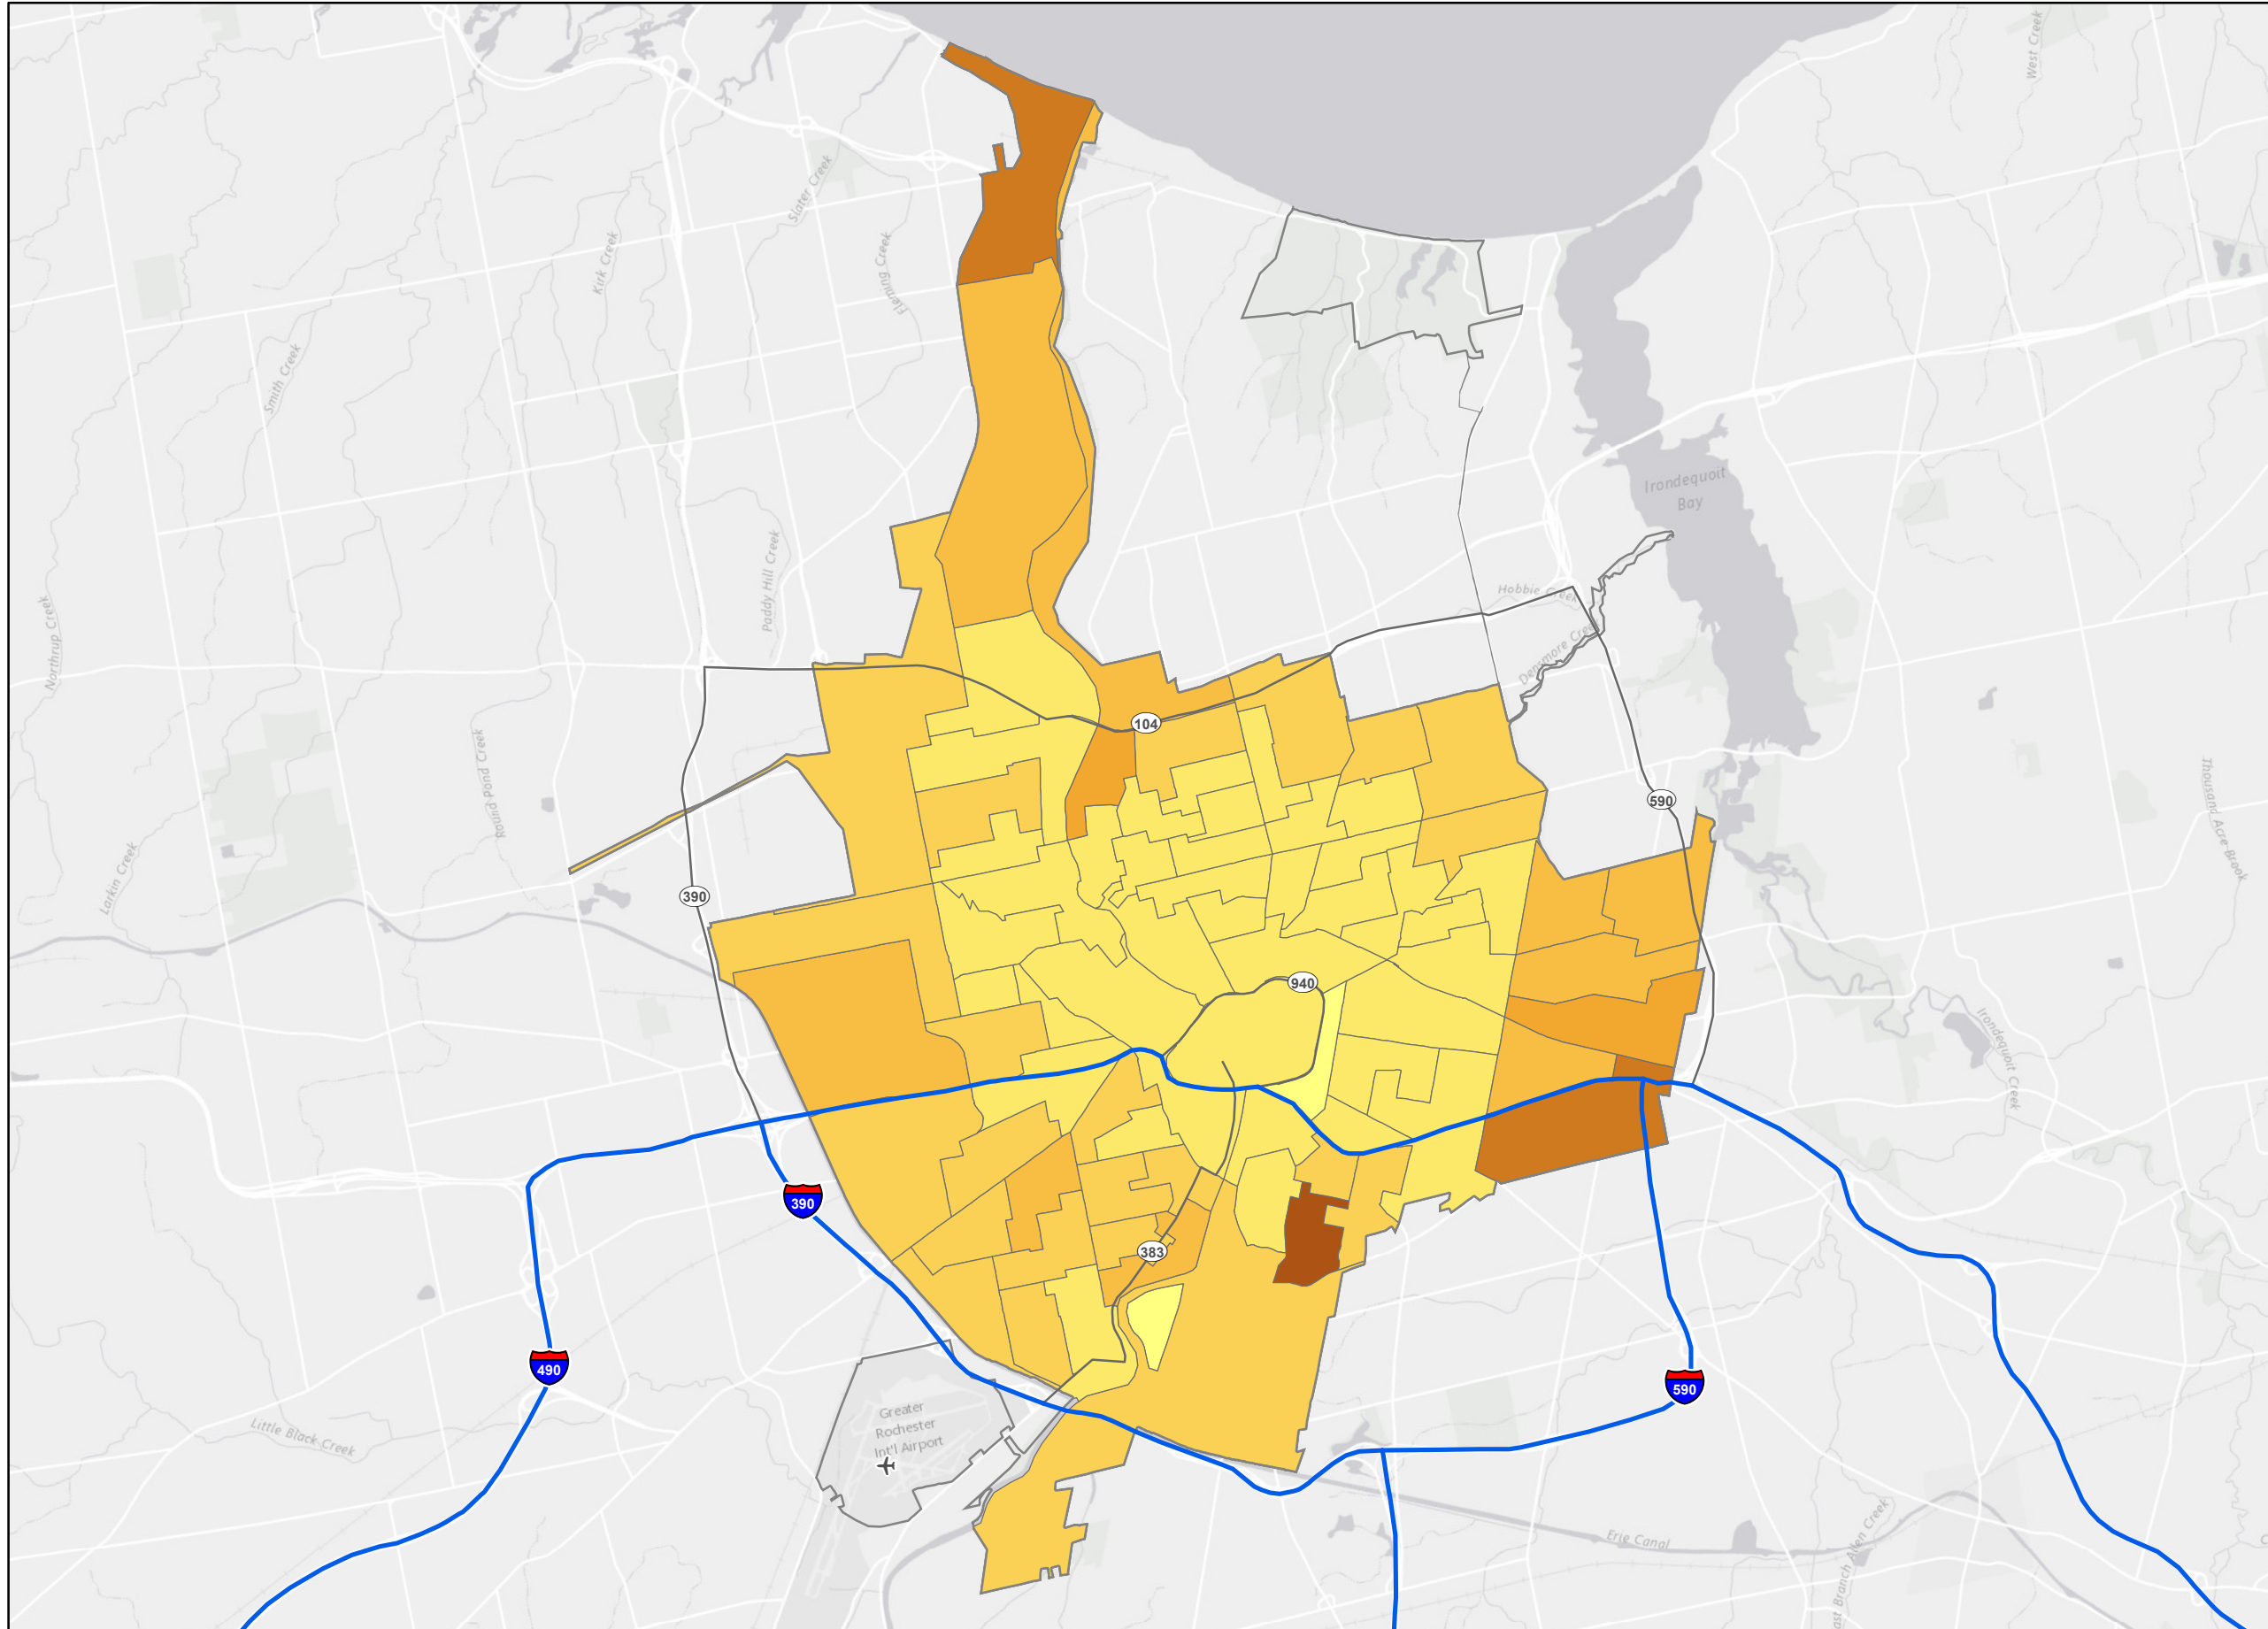 West Creek
Slater Creek
Kirk Creek
Fleming Creek
Smith Creek
Irondequoit
Bay
Paddy Hill Creek
Hobbie Creek
Northrup Creek
Densmore Creek
104
Round Pond Creek
590
Thousand Acre Brook
Larkin Creek
390
940
Irondequoit Creek
390
383
490
590
Greater
Rochester
Int'l Airport
Little Black Creek
Erie Canal
ast Branch Allen Creek
C